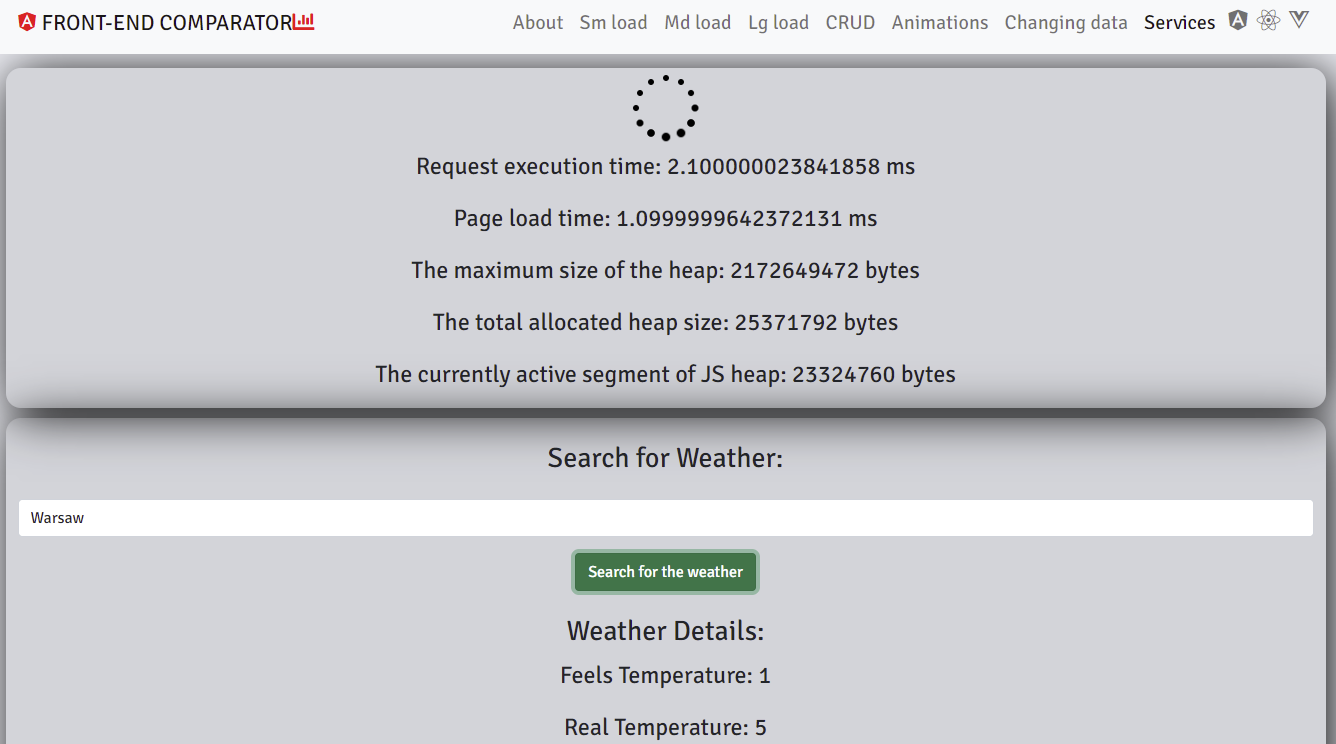 FRONT-END COMPARATOR About Sm load Md load Lg load CRUD Animations Changing data Services
Request execution time: 2.100000023841858 ms
Page load time: 1.0999999642372131 ms
The maximum size of the heap: 2172649472 bytes
The total allocated heap size: 25371792 bytes
The currently active segment of JS heap: 23324760 bytes
Search for Weather:
Warsaw
Search for the weather
Weather Details:
Feels Temperature: 1
Real Temperature: 5